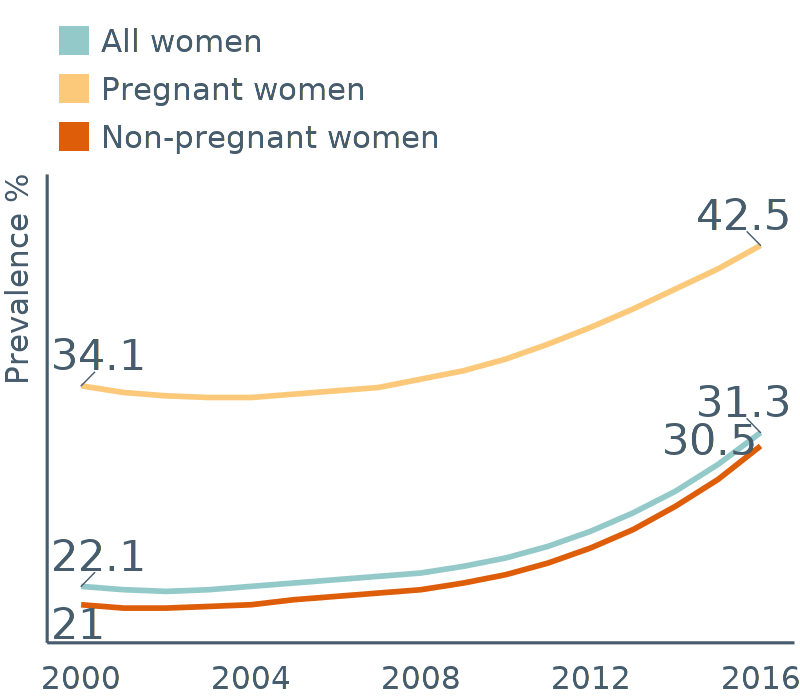 All women
Pregnant women
Non-pregnant women
Prevalence %
42.5
34.1
31.3
30.5
22.1
21
2000 2004 2008 2012 2016